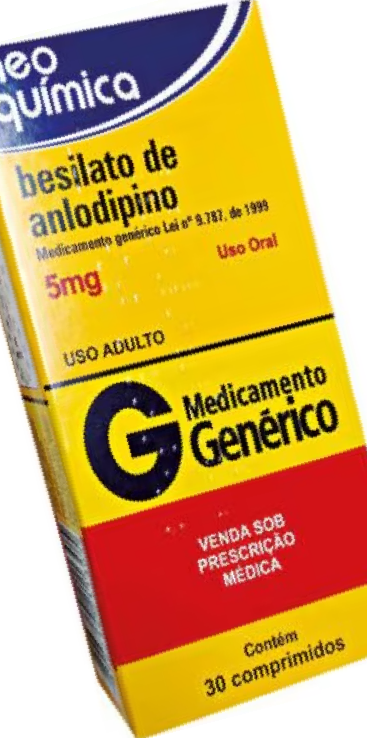 neo
química
besilato de
anlodipino
Medicamento genérico Lei nº 9.787, de 1999
5mg
Uso Oral
USO ADULTO
G Medicamento
Genérico
VENDA SOB
PRESCRIÇÃO
MÉDICA
Contém
30 comprimidos